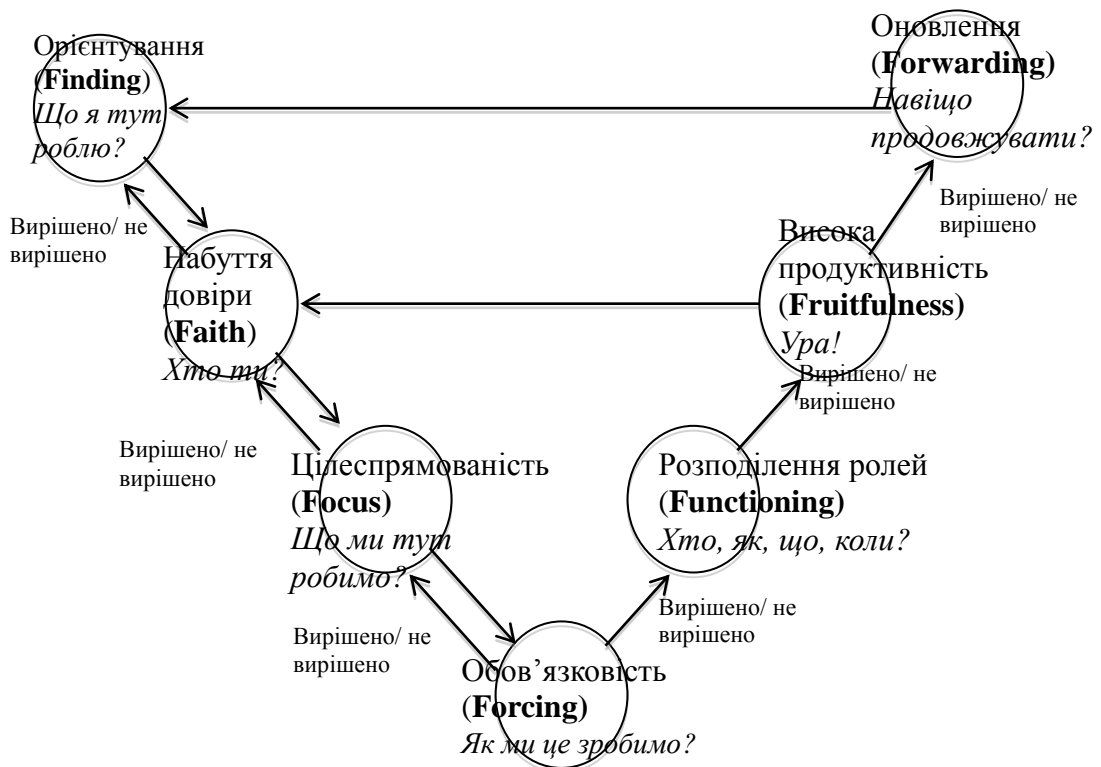 Орієнтування
(Finding)
Що я тут
роблю?
Оновлення
(Forwarding)
Навіщо
продовжувати?
Вирішено/ не
вирішено
Вирішено/ не
вирішено
Набуття
довіри
(Faith)
Хто ти?
Висока
продуктивність
(Fruitfulness)
Ура!
Вирішено/ не
вирішено
Вирішено/ не
вирішено
Цілеспрямованість
(Focus)
Що ми тут
робимо?
Розподілення ролей
(Functioning)
Хто, як, що, коли?
Вирішено/ не
вирішено
Вирішено/ не
вирішено
Обов’язковість
(Forcing)
Як ми це зробимо?